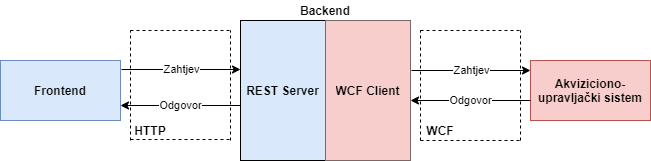 Backend
Frontend
Zahtjev
Odgovor
HTTP
REST Server
WCF Client
Zahtjev
Odgovor
WCF
Akviziciono-
upravljački sistem